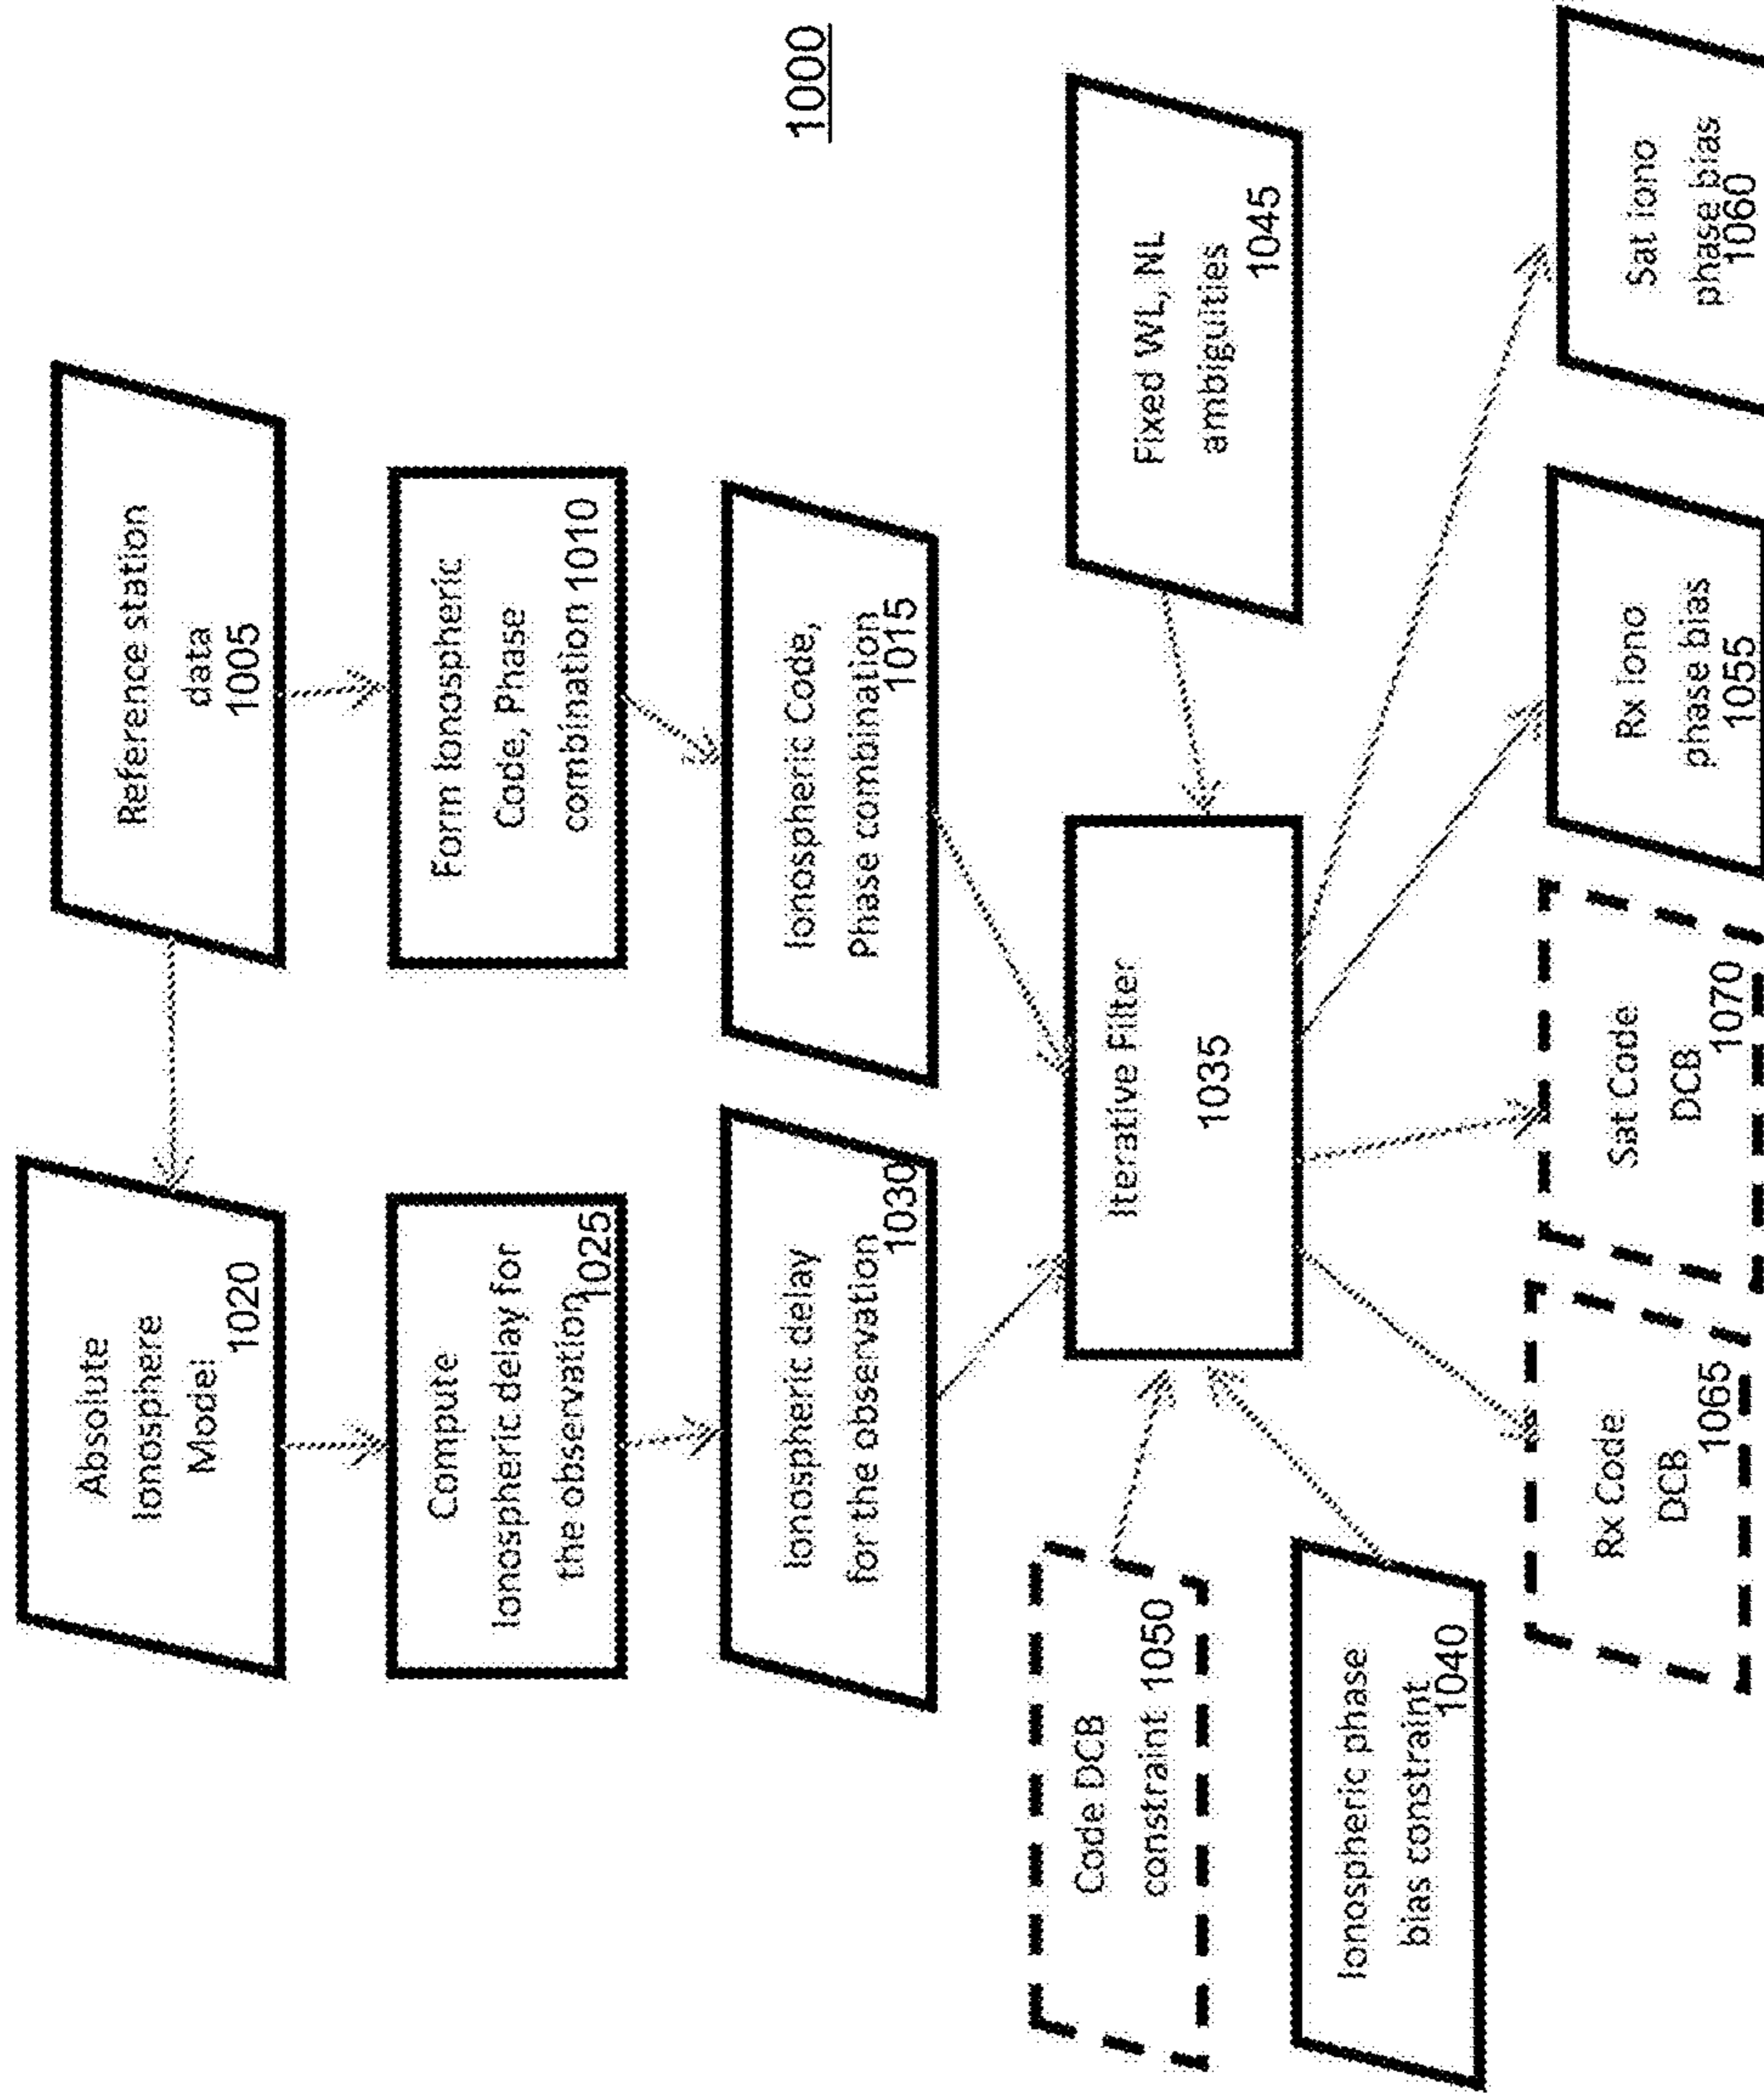 1000
Absolute
Ionosphere
Model
1020
Reference station
data
1005
Compute
Ionospheric delay for
the observation
1025
Form Ionospheric
Code, Phase
combination 1010
Ionospheric delay
for the observation
1030
Ionospheric Code,
Phase combination
1015
Code DCB
constraint 1050
Ionospheric phase
bias constraint
1040
Iterative Filter
1035
Fixed WL, NL
ambiguities
1045
Rx Code
DCB
1065
Sat Code
DCB
1070
Rx Iono
phase bias
1055
Sat Iono
phase bias
1060